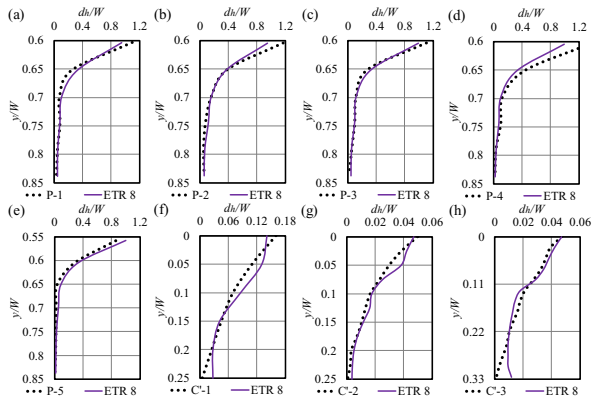 (a) dh/W (b) dh/W (c) dh/W (d) dh/W
0 0.4 0.8 1.2 0 0.4 0.8 1.2 0 0.4 0.8 1.2 0 0.4 0.8 1.2
0.6 0.6 0.6 0.6
0.65 0.65 0.65 0.65
y/W 0.7 y/W 0.7 y/W 0.7 y/W 0.7
0.75 0.75 0.75 0.75
0.8 0.8 0.8 0.8
0.85 0.85 0.85 0.85
P-1 ETR 8 P-2 ETR 8 P-3 ETR 8 P-4 ETR 8
(e) dh/W (f) dh/W (g) dh/W (h) dh/W
0 0.4 0.8 1.2 0 0.06 0.12 0.18 0 0.02 0.04 0.06 0 0.02 0.04 0.06
0.55 0 0 0
0.6 0.05 0.05
0.65 0.1 0.1 0.11
y/W 0.7 y/W y/W y/W
0.75 0.15 0.15 0.22
0.8 0.2 0.2
0.85 0.25 0.25 0.33
P-5 ETR 8 C'-1 ETR 8 C'-2 ETR 8 C'-3 ETR 8